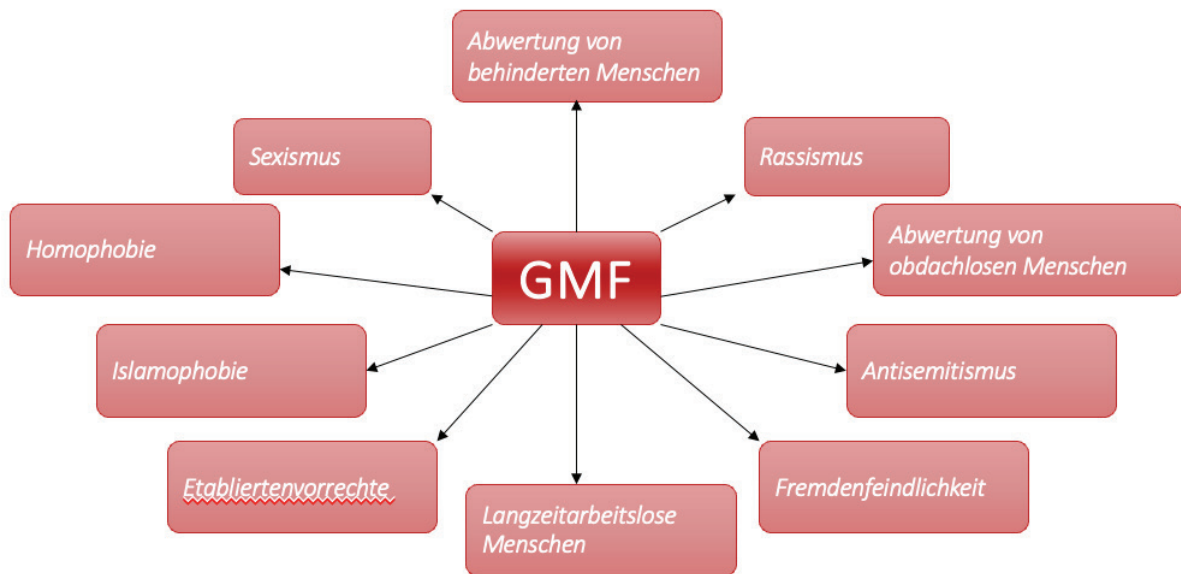 Abwertung von
behinderten Menschen
Sexismus
Rassismus
Homophobie
Abwertung von
obdachlosen Menschen
GMF
Islamophobie
Antisemitismus
Etabliertenvorrechte
Fremdenfeindlichkeit
Langzeitarbeitslose
Menschen